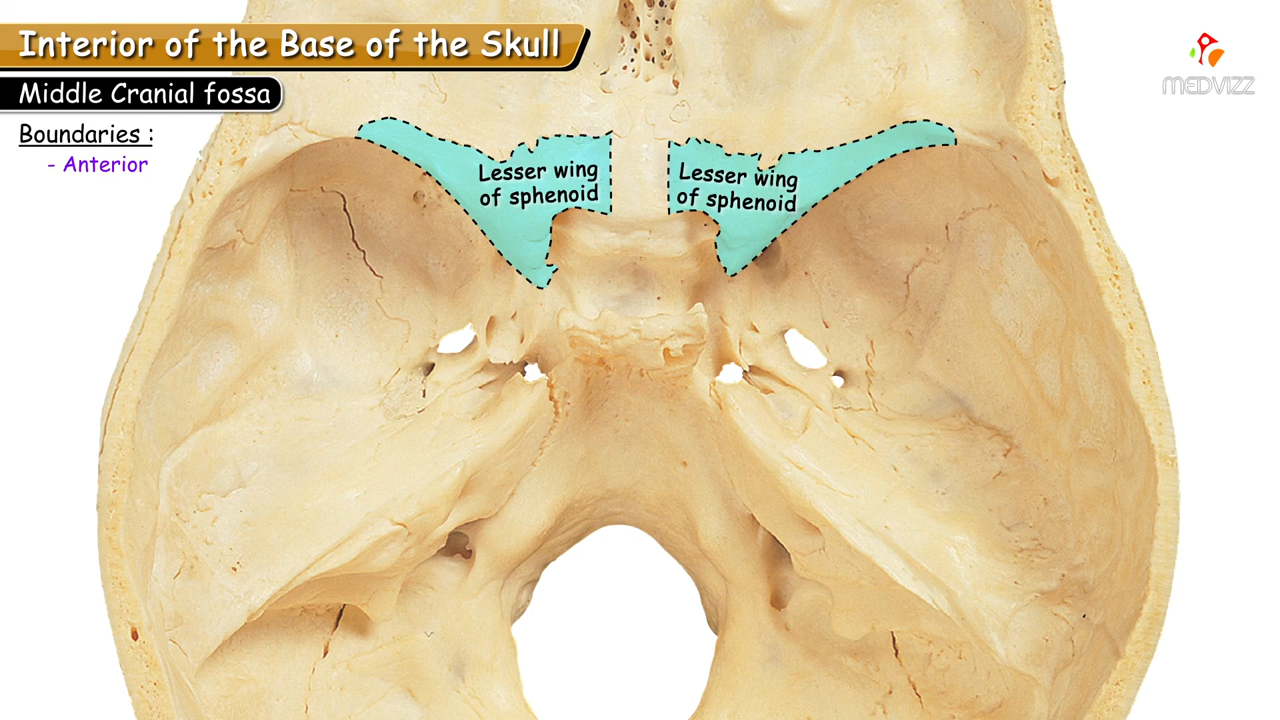 Interior of the Base of the Skull
MEDVIZZ
Middle Cranial fossa
Boundaries :
- Anterior
Lesser wing
of sphenoid
Lesser wing
of sphenoid